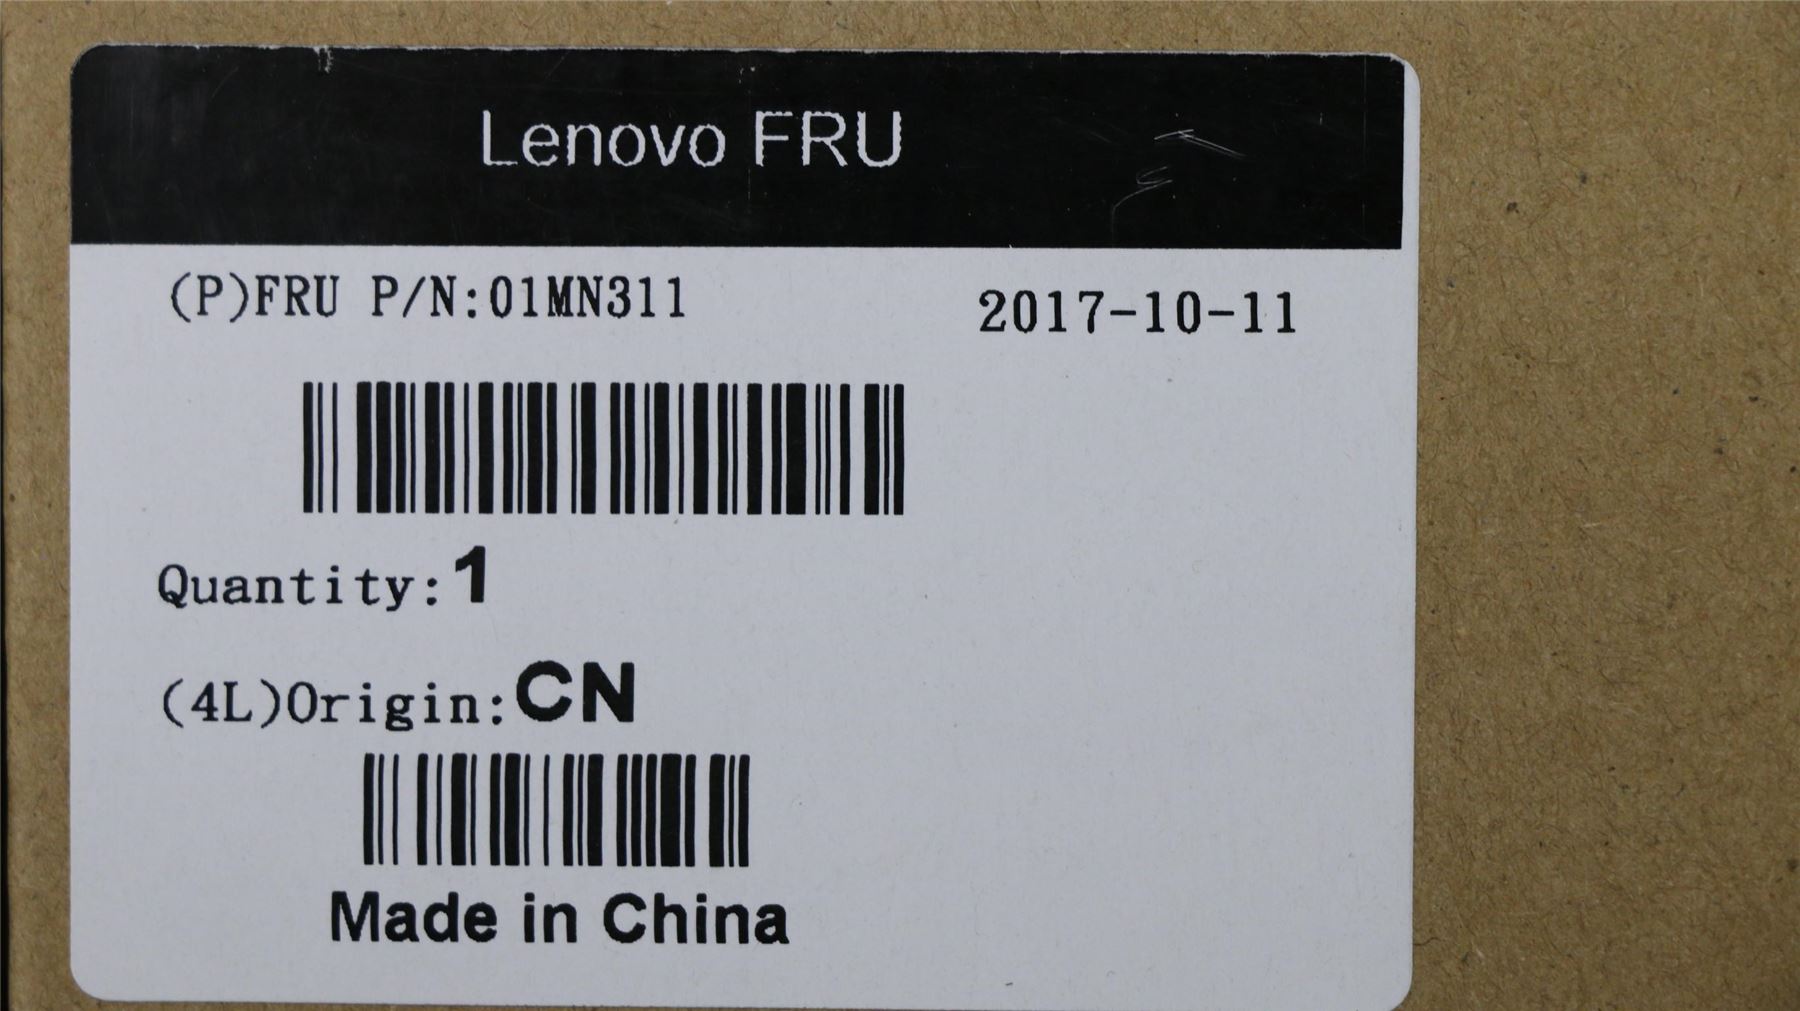 Lenovo FRU
(P)FRU P/N:01MN311
2017-10-11
Quantity:1
(4L)Origin:CN
Made in China